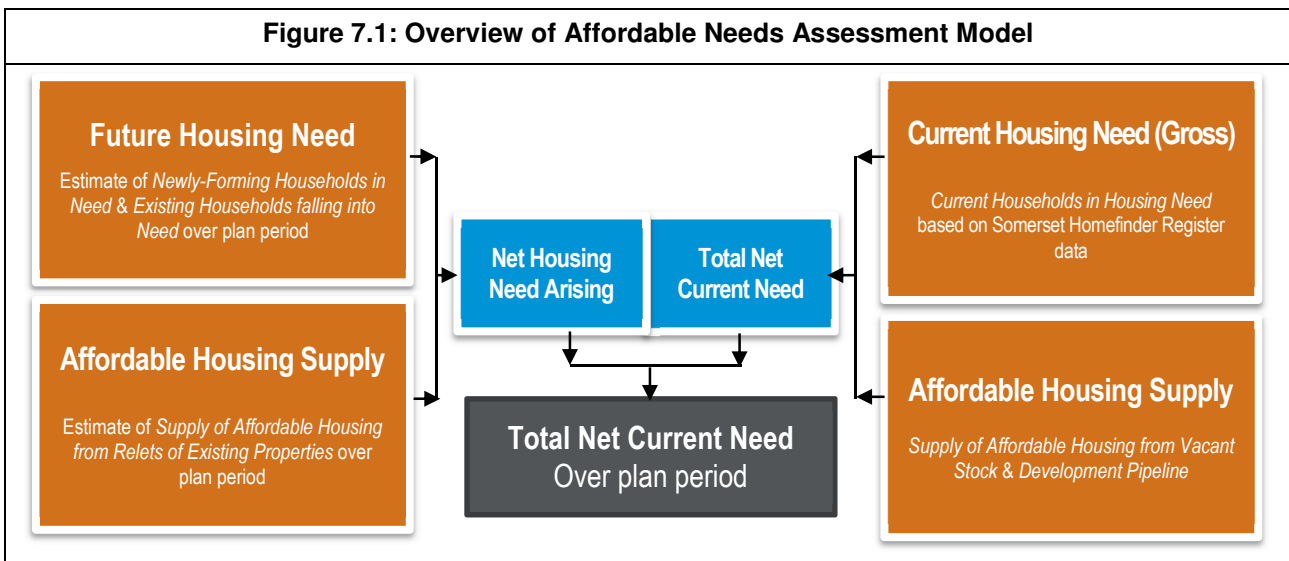 Figure 7.1: Overview of Affordable Needs Assessment Model
Future Housing Need
Estimate of Newly-Forming Households in
Need & Existing Households falling into
Need over plan period
Affordable Housing Supply
Estimate of Supply of Affordable Housing
from Relets of Existing Properties over
plan period
Net Housing
Need Arising
Total Net
Current Need
Total Net Current Need
Over plan period
Current Housing Need (Gross)
Current Households in Housing Need
based on Somerset Homefinder Register
data
Affordable Housing Supply
Supply of Affordable Housing from Vacant
Stock & Development Pipeline